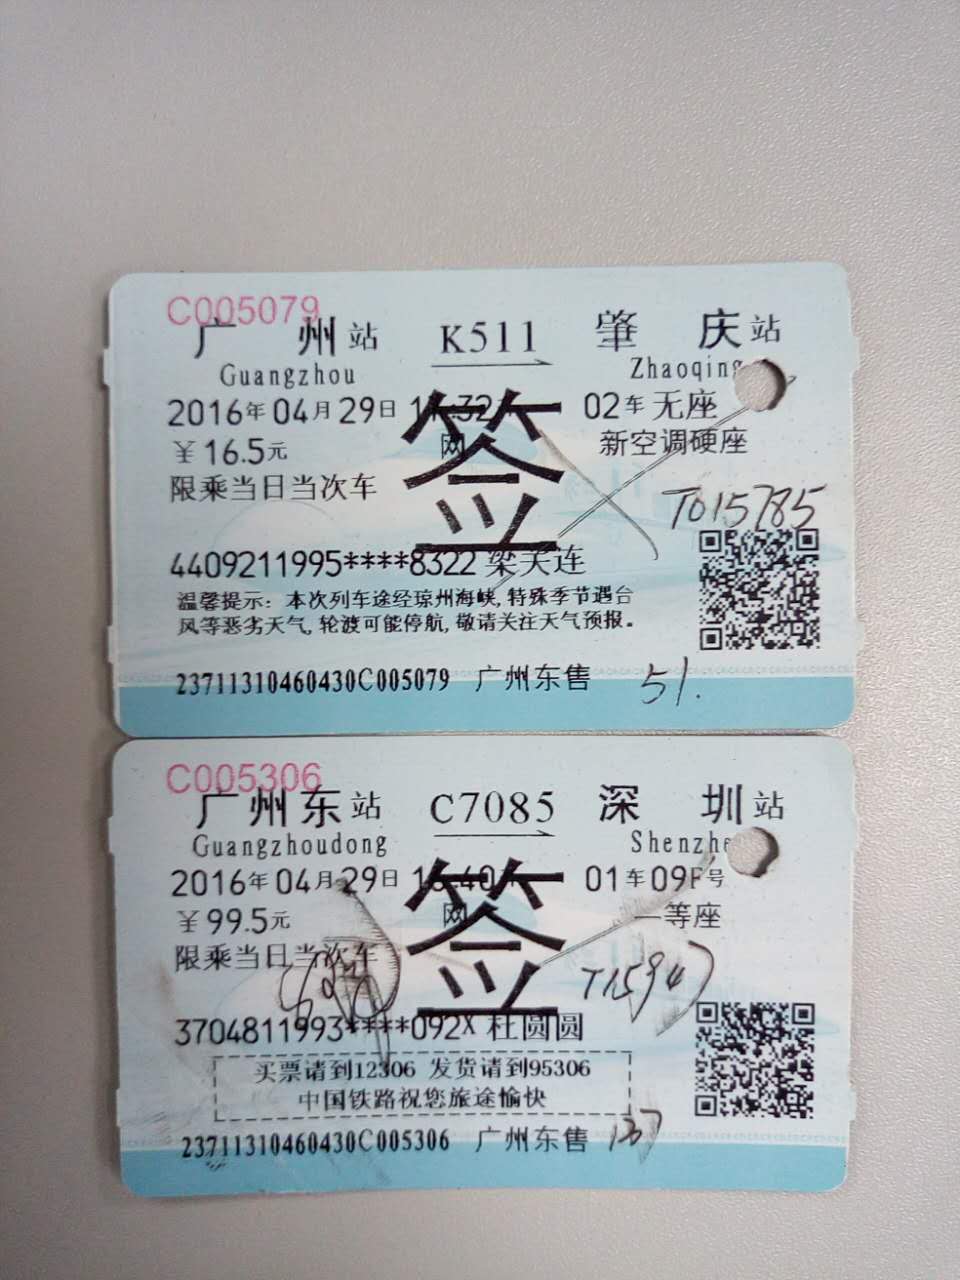 C005079
广州站 K511 肇庆站
Guangzhou Zhaoqing
2016年04月29日 02车无座
¥16.5元 网 新空调硬座
限乘当日当次车
签
T015785
4409211995****8322 梁天连
温馨提示：本次列车途经琼州海峡,特殊季节遇台
风等恶劣天气,轮渡可能停航,敬请关注天气预报。
23711310460430C005079 广州东售 51.
C005306
广州东站 C7085 深圳站
Guangzhoudong Shenzhe
2016年04月29日 01车09F号
¥99.5元 网 一等座
限乘当日当次车
签
3704811993****092X 杜圆圆
买票请到12306 发货请到95306
中国铁路祝您旅途愉快
23711310460430C005306 广州东售